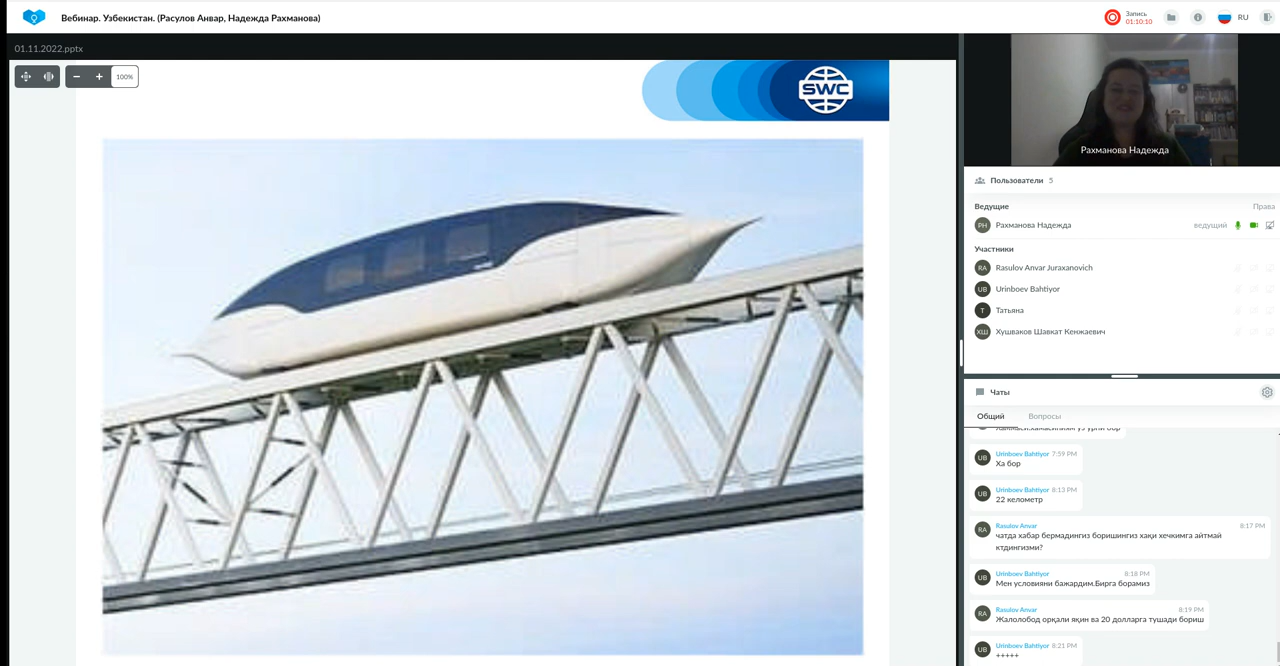 Вебинар. Узбекистан. (Расулов Анвар, Надежда Рахманова)
Запись
01:10:10
RU
01.11.2022.pptx
100%
SWC
Рахманова Надежда
Пользователи 5
Ведущие Права
РН Рахманова Надежда ведущий
Участники
RA Rasulov Anvar Juraxanovich
UB Urinboev Bahtiyor
Т Татьяна
ХШ Хушваков Шавкат Кенжаевич
Чаты
Общий Вопросы
UB Urinboev Bahtiyor 7:59 PM
Ха бор
UB Urinboev Bahtiyor 8:13 PM
22 келометр
RA Rasulov Anvar 8:17 PM
чатда хабар бермадингиз боришингиз хақи хечкимга айтмай
ктдингизми?
UB Urinboev Bahtiyor 8:18 PM
Мен условияни бажардим.Бирга борамиз
RA Rasulov Anvar 8:19 PM
Жалолобод орқали яқин ва 20 долларга тушади бориш
UB Urinboev Bahtiyor 8:21 PM
+++++